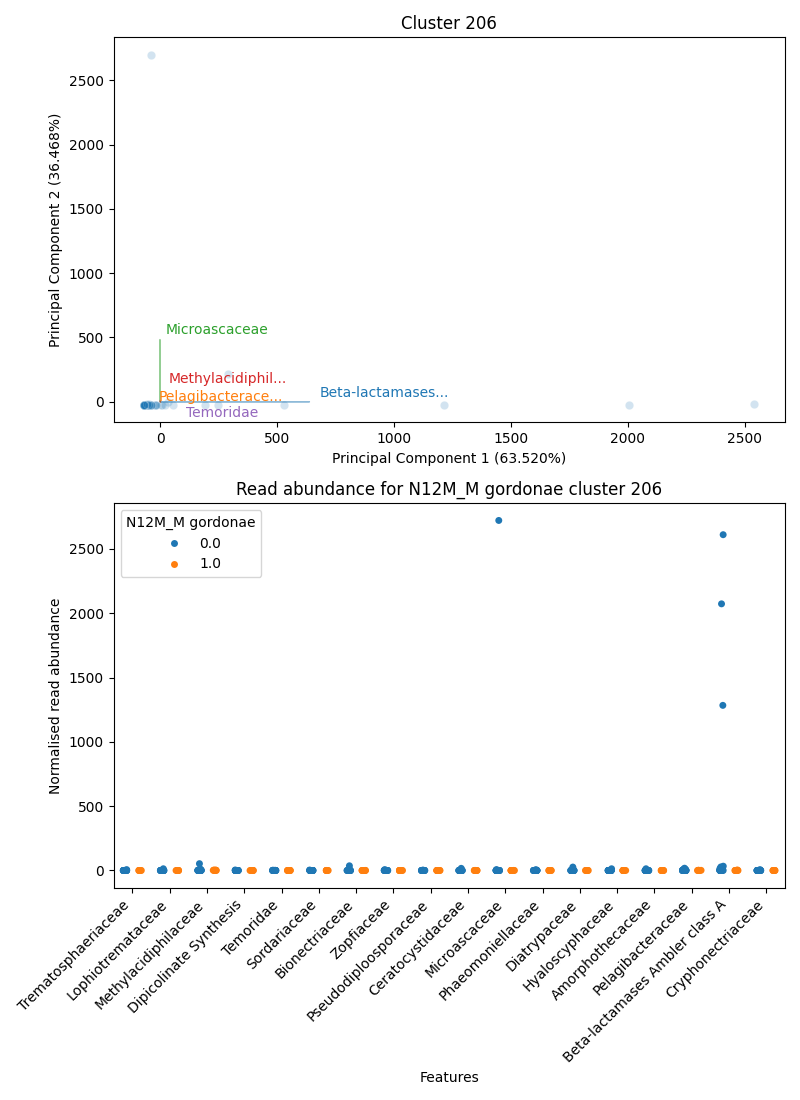 Cluster 206
Principal Component 2 (36.468%)
2500
2000
1500
1000
500
0
Microascaceae
Methylacidiphil...
Pelagibacterace...
Beta-lactamases...
Temoridae
0
500
1000
1500
2000
2500
Principal Component 1 (63.520%)
Read abundance for N12M_M gordonae cluster 206
Normalised read abundance
2500
2000
1500
1000
500
0
N12M_M gordonae
0.0
1.0
Trematosphaeriaceae
Lophiotremataceae
Methylacidiphilaceae
Dipicolinate Synthesis
Temoridae
Sordariaceae
Bionectriaceae
Zopfiaceae
Pseudodiploosporaceae
Ceratocystidaceae
Microascaceae
Phaeomoniellaceae
Diatrypaceae
Hyaloscyphaceae
Amorphothecaceae
Pelagibacteraceae
Beta-lactamases Ambler class A
Cryphonectriaceae
Features